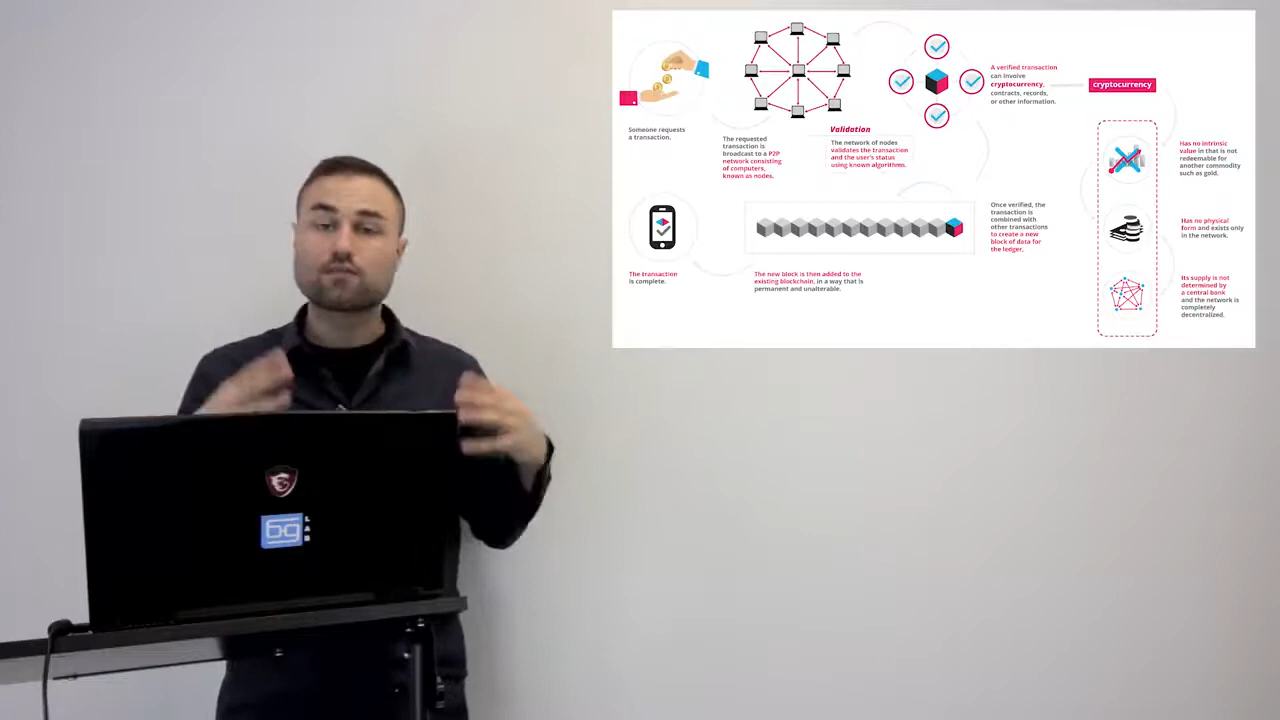 Someone requests
a transaction.
The requested
transaction is
broadcast to a P2P
network consisting
of computers,
known as nodes.
Validation
The network of nodes
validates the transaction
and the user's status
using known algorithms.
A verified transaction
can involve
cryptocurrency,
contracts, records,
or other information.
cryptocurrency
Has no intrinsic
value in that is not
redeemable for
another commodity
such as gold.
Has no physical
form and exists only
in the network.
Its supply is not
determined by
a central bank
and the network is
completely
decentralized.
Once verified, the
transaction is
combined with
other transactions
to create a new
block of data for
the ledger.
The new block is then added to the
existing blockchain, in a way that is
permanent and unalterable.
The transaction
is complete.
6g
LAB